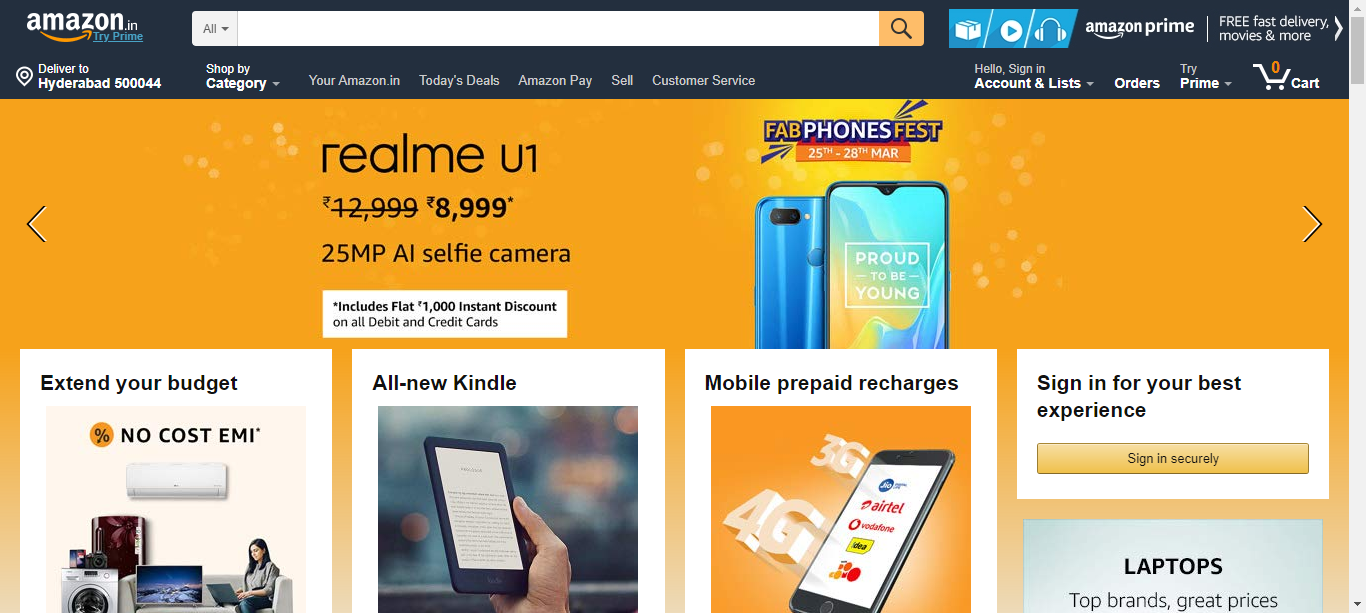 amazon.in
Try Prime
All
amazon prime
FREE fast delivery,
movies & more
Deliver to
Hyderabad 500044
Shop by
Category
Your Amazon.in
Today's Deals
Amazon Pay
Sell
Customer Service
Hello, Sign in
Account & Lists
Orders
Try
Prime
0
Cart
realme U1
₹12,999 ₹8,999*
25MP AI selfie camera
*Includes Flat ₹1,000 Instant Discount
on all Debit and Credit Cards
FABPHONESFEST
25TH - 28TH MAR
PROUD
TO BE
YOUNG
Extend your budget
% NO COST EMI*
All-new Kindle
kindle
Mobile prepaid recharges
3G
4G
Jio
airtel
vodafone
idea
Sign in for your best
experience
Sign in securely
LAPTOPS
Top brands, great prices